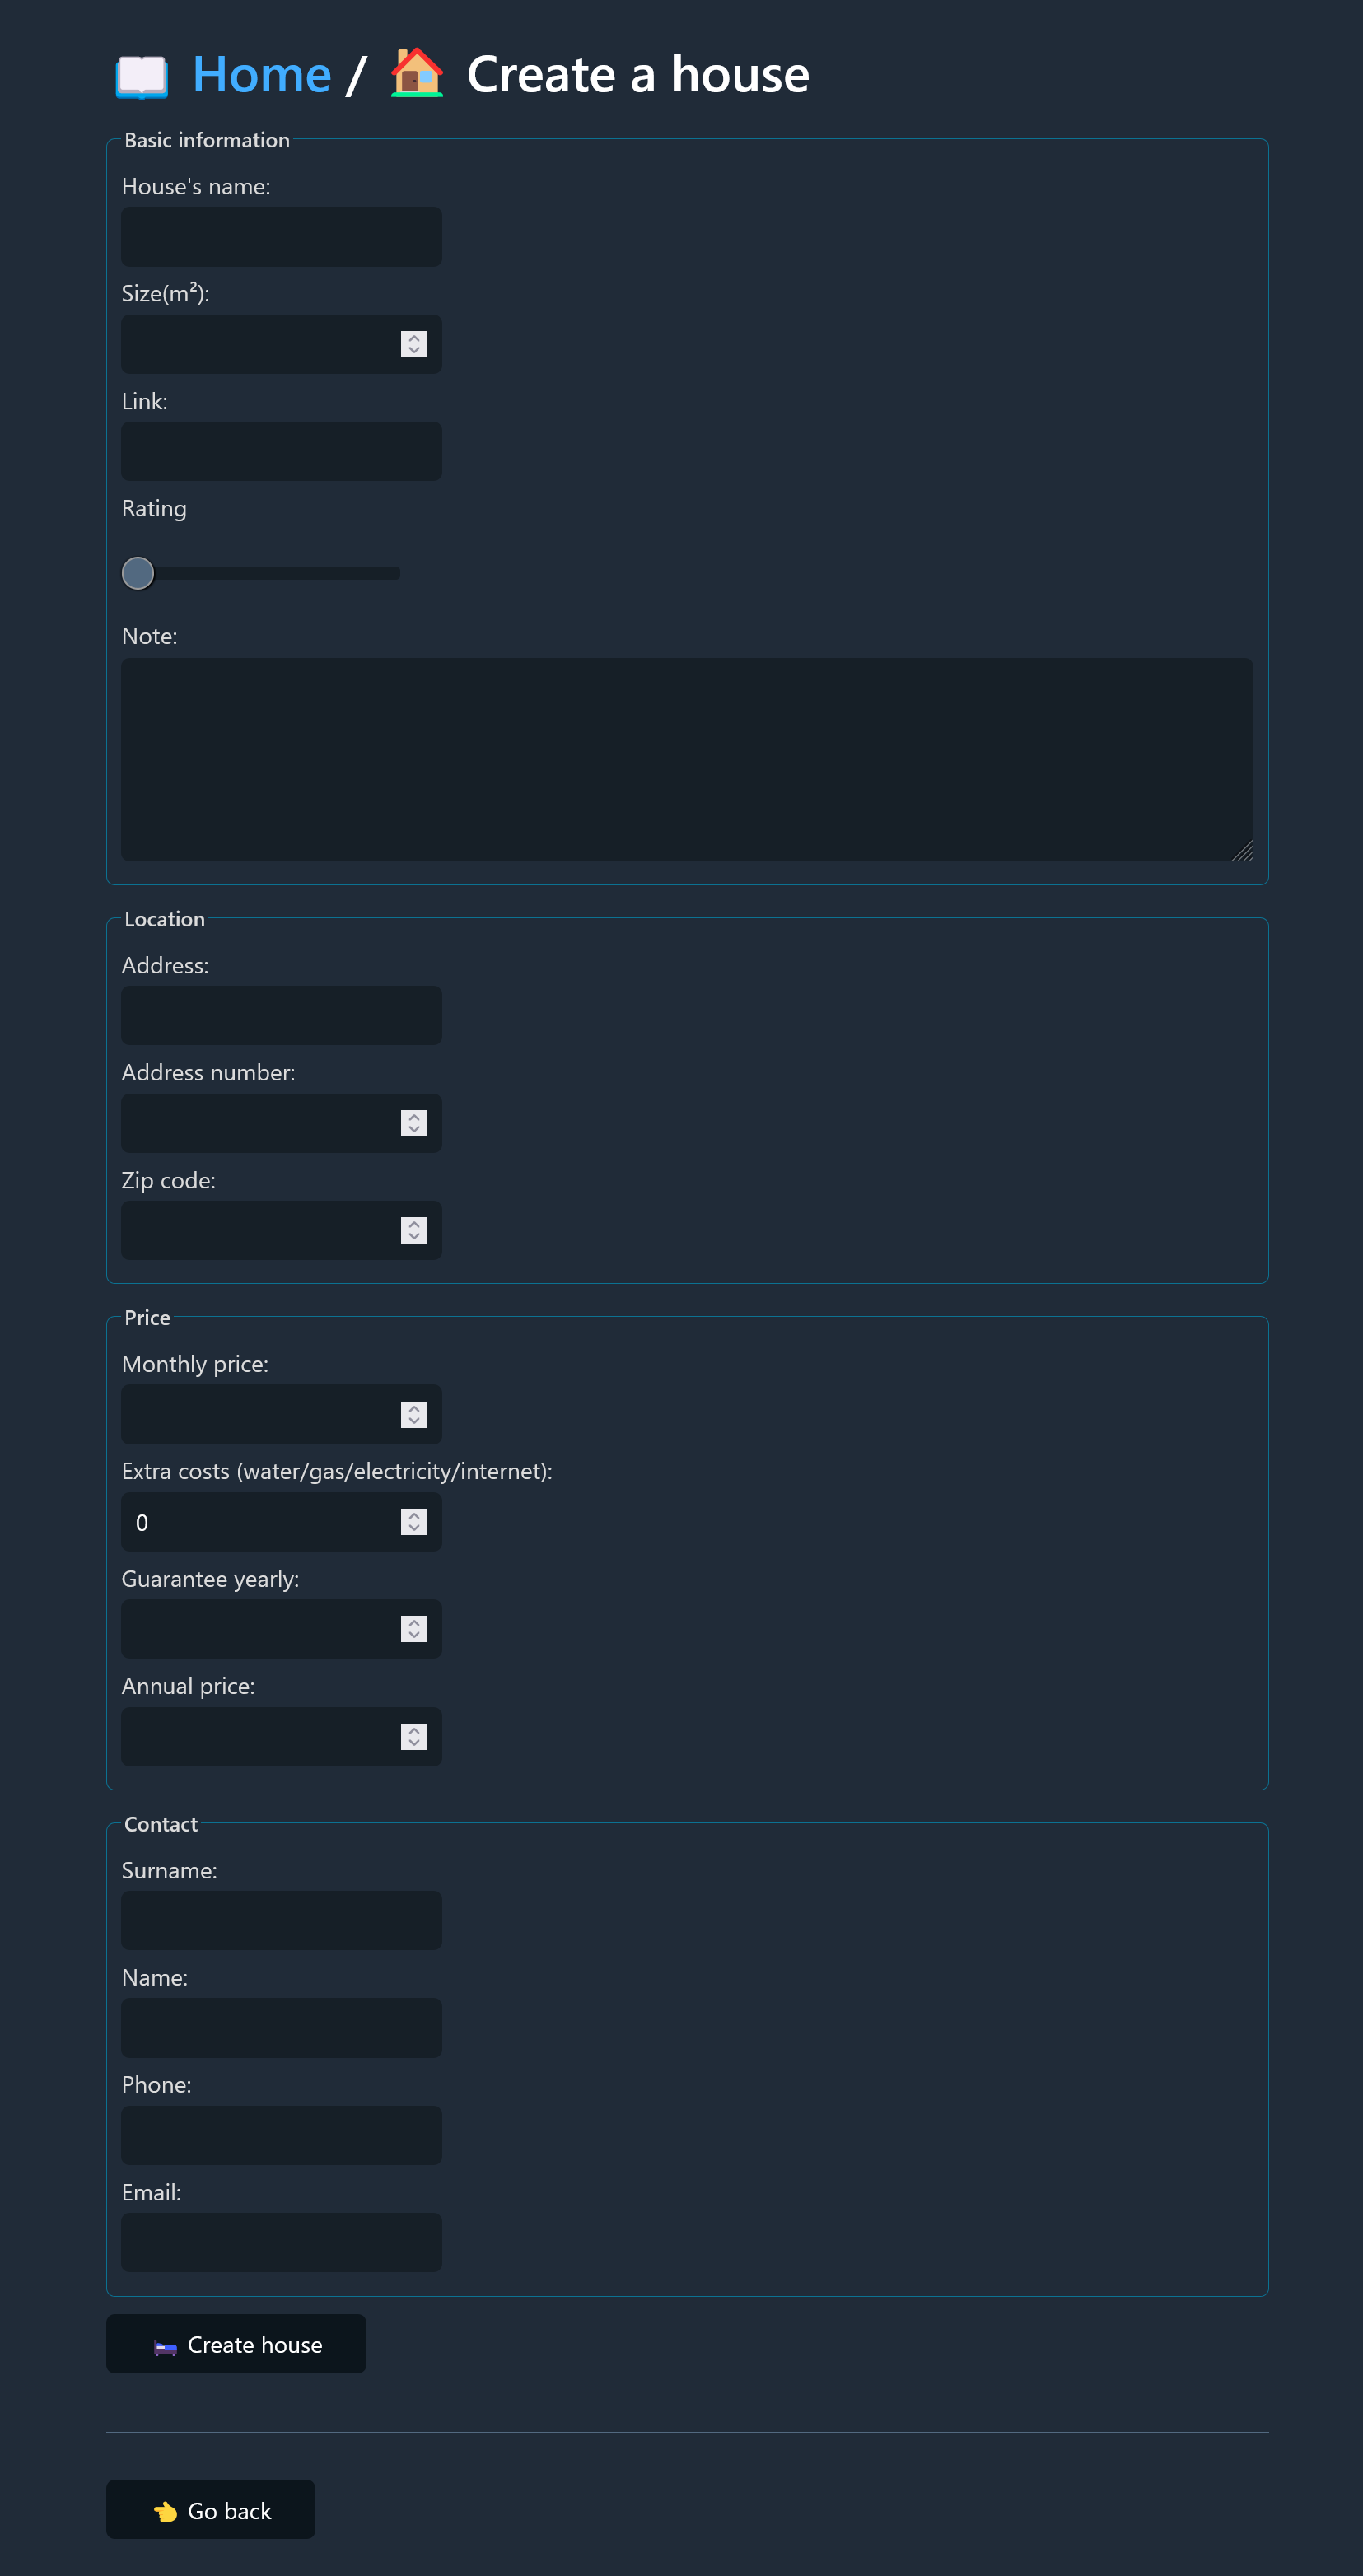 📖 Home / 🏠 Create a house
Basic information
House's name:
Size(m²):
Link:
Rating
Note:
Location
Address:
Address number:
Zip code:
Price
Monthly price:
Extra costs (water/gas/electricity/internet):
0
Guarantee yearly:
Annual price:
Contact
Surname:
Name:
Phone:
Email:
🛏️ Create house
👈 Go back